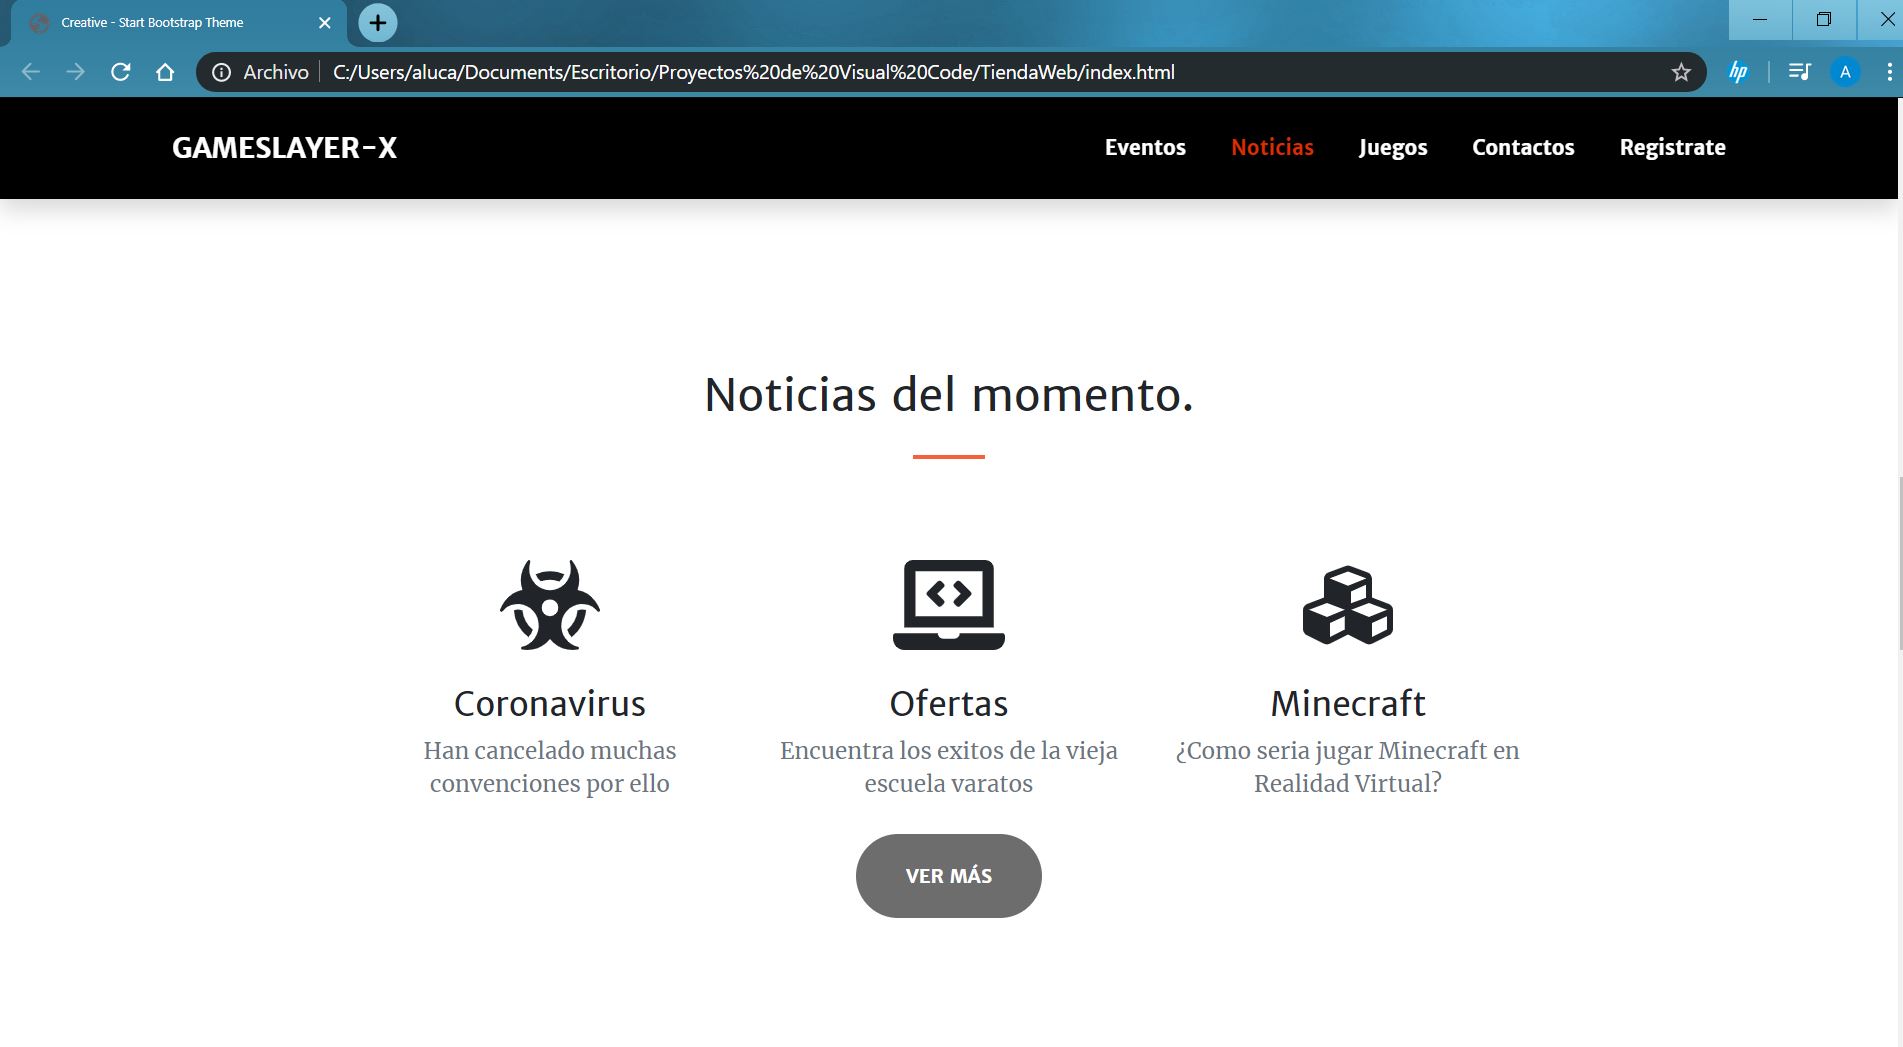 Creative - Start Bootstrap Theme
Archivo C:/Users/aluca/Documents/Escritorio/Proyectos%20de%20Visual%20Code/TiendaWeb/index.html
hp
A
GAMESLAYER-X Eventos Noticias Juegos Contactos Registrate
Noticias del momento.
Coronavirus
Han cancelado muchas
convenciones por ello
Ofertas
Encuentra los exitos de la vieja
escuela varatos
Minecraft
¿Como seria jugar Minecraft en
Realidad Virtual?
VER MÁS